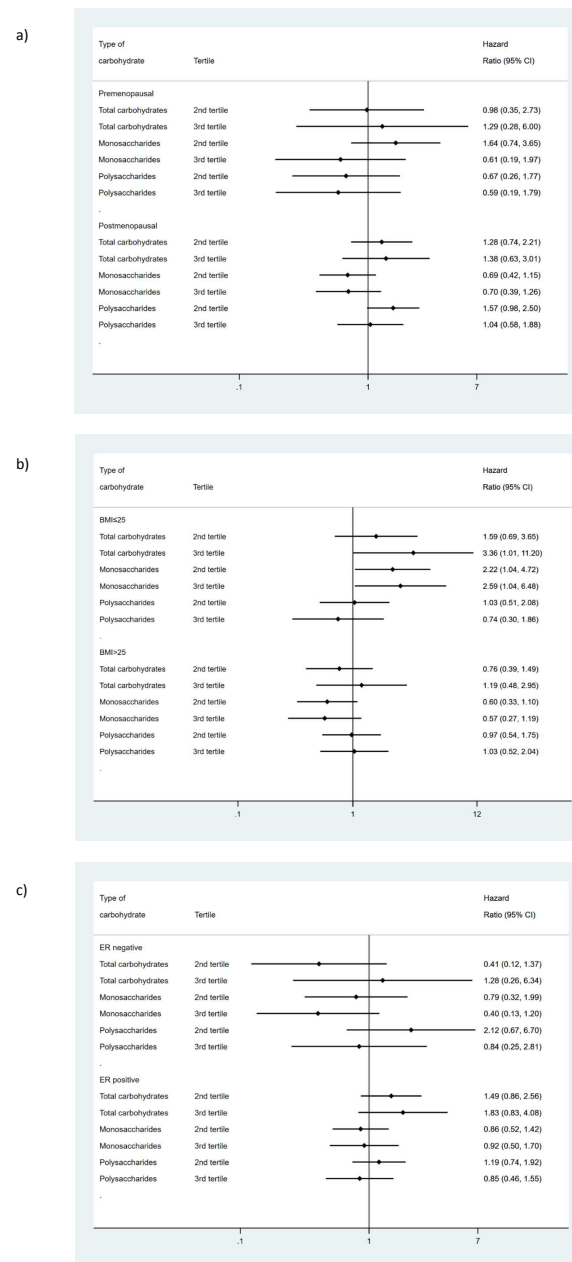 a)
Type of Hazard
carbohydrate Tertile Ratio (95% CI)
Premenopausal
Total carbohydrates 2nd tertile 0.98 (0.35, 2.73)
Total carbohydrates 3rd tertile 1.29 (0.28, 6.00)
Monosaccharides 2nd tertile 1.64 (0.74, 3.65)
Monosaccharides 3rd tertile 0.61 (0.19, 1.97)
Polysaccharides 2nd tertile 0.67 (0.26, 1.77)
Polysaccharides 3rd tertile 0.59 (0.19, 1.79)
.
Postmenopausal
Total carbohydrates 2nd tertile 1.28 (0.74, 2.21)
Total carbohydrates 3rd tertile 1.38 (0.63, 3.01)
Monosaccharides 2nd tertile 0.69 (0.42, 1.15)
Monosaccharides 3rd tertile 0.70 (0.39, 1.26)
Polysaccharides 2nd tertile 1.57 (0.98, 2.50)
Polysaccharides 3rd tertile 1.04 (0.58, 1.88)
.
.1 1 7
b)
Type of Hazard
carbohydrate Tertile Ratio (95% CI)
BMI≤25
Total carbohydrates 2nd tertile 1.59 (0.69, 3.65)
Total carbohydrates 3rd tertile 3.36 (1.01, 11.20)
Monosaccharides 2nd tertile 2.22 (1.04, 4.72)
Monosaccharides 3rd tertile 2.59 (1.04, 6.48)
Polysaccharides 2nd tertile 1.03 (0.51, 2.08)
Polysaccharides 3rd tertile 0.74 (0.30, 1.86)
.
BMI>25
Total carbohydrates 2nd tertile 0.76 (0.39, 1.49)
Total carbohydrates 3rd tertile 1.19 (0.48, 2.95)
Monosaccharides 2nd tertile 0.60 (0.33, 1.10)
Monosaccharides 3rd tertile 0.57 (0.27, 1.19)
Polysaccharides 2nd tertile 0.97 (0.54, 1.75)
Polysaccharides 3rd tertile 1.03 (0.52, 2.04)
.
.1 1 12
c)
Type of Hazard
carbohydrate Tertile Ratio (95% CI)
ER negative
Total carbohydrates 2nd tertile 0.41 (0.12, 1.37)
Total carbohydrates 3rd tertile 1.28 (0.26, 6.34)
Monosaccharides 2nd tertile 0.79 (0.32, 1.99)
Monosaccharides 3rd tertile 0.40 (0.13, 1.20)
Polysaccharides 2nd tertile 2.12 (0.67, 6.70)
Polysaccharides 3rd tertile 0.84 (0.25, 2.81)
.
ER positive
Total carbohydrates 2nd tertile 1.49 (0.86, 2.56)
Total carbohydrates 3rd tertile 1.83 (0.83, 4.08)
Monosaccharides 2nd tertile 0.86 (0.52, 1.42)
Monosaccharides 3rd tertile 0.92 (0.50, 1.70)
Polysaccharides 2nd tertile 1.19 (0.74, 1.92)
Polysaccharides 3rd tertile 0.85 (0.46, 1.55)
.
.1 1 7